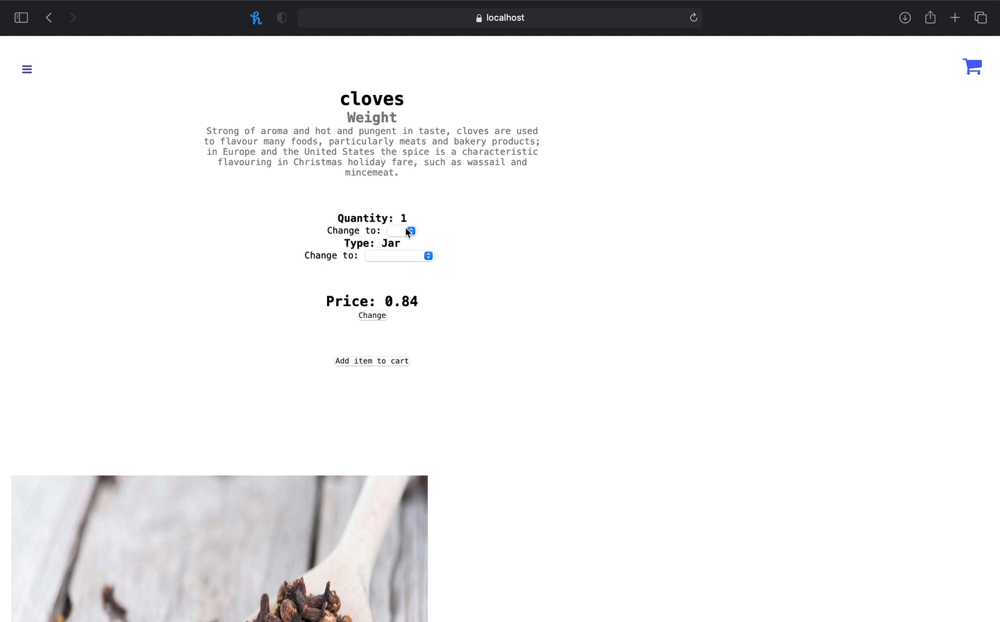 localhost
cloves
Weight
Strong of aroma and hot and pungent in taste, cloves are used
to flavour many foods, particularly meats and bakery products;
in Europe and the United States the spice is a characteristic
flavouring in Christmas holiday fare, such as wassail and
mincemeat.
Quantity: 1
Change to:
Type: Jar
Change to:
Price: 0.84
Change
Add item to cart